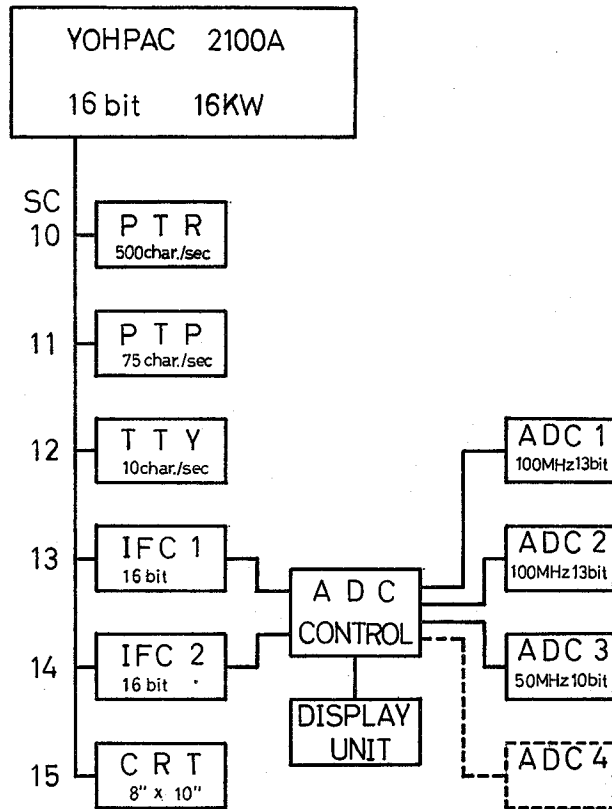 YOHPAC 2100A
16 bit 16KW
SC
10
P T R
500char./sec
11
P T P
75char./sec
12
T T Y
10char./sec
13
IFC 1
16 bit
14
IFC 2
16 bit
15
C R T
8" x 10"
A D C
CONTROL
DISPLAY
UNIT
ADC 1
100MHz13bit
ADC 2
100MHz13bit
ADC 3
50MHz10bit
ADC 4